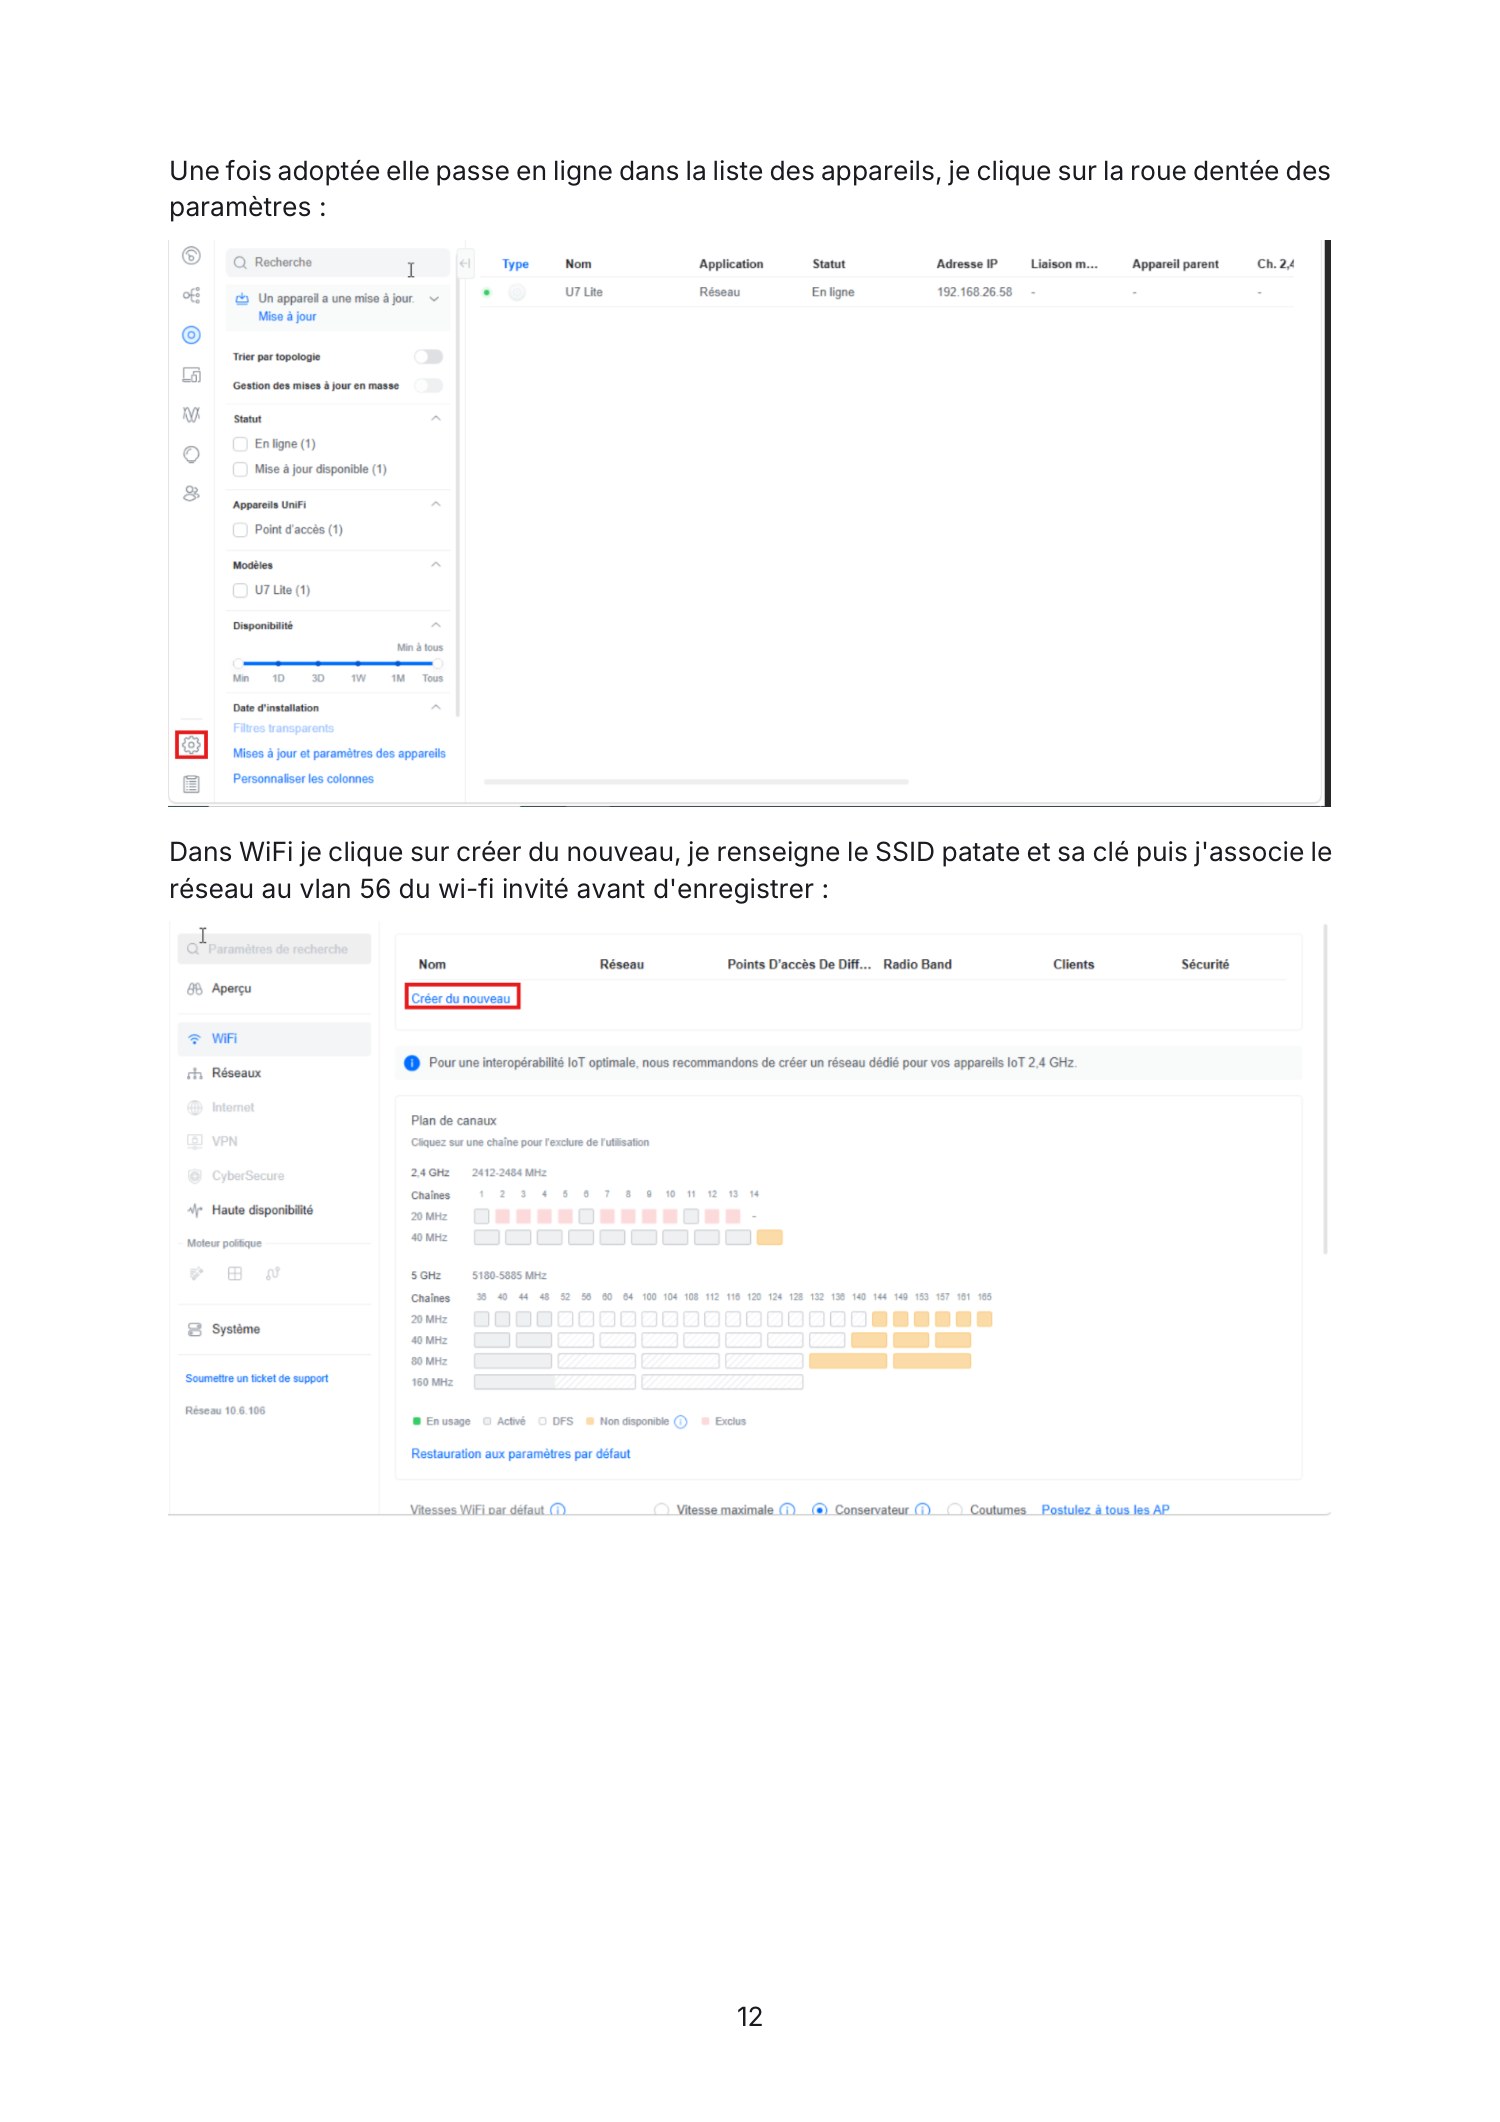 Une fois adoptée elle passe en ligne dans la liste des appareils, je clique sur la roue dentée des
paramètres :
Recherche
Type Nom Application Statut Adresse IP Liaison m... Appareil parent Ch. 2,4
U7 Lite Réseau En ligne 192.168.26.58 - - -
Un appareil a une mise à jour.
Mise à jour
Trier par topologie
Gestion des mises à jour en masse
Statut
En ligne (1)
Mise à jour disponible (1)
Appareils UniFi
Point d'accès (1)
Modèles
U7 Lite (1)
Disponibilité
Min à tous
Min 1D 3D 1W 1M Tous
Date d'installation
Filtres transparents
Mises à jour et paramètres des appareils
Personnaliser les colonnes
Dans WiFi je clique sur créer du nouveau, je renseigne le SSID patate et sa clé puis j'associe le
réseau au vlan 56 du wi-fi invité avant d'enregistrer :
Paramètres de recherche
Aperçu
WiFi
Réseaux
Internet
VPN
CyberSecure
Haute disponibilité
Moteur politique
Système
Soumettre un ticket de support
Réseau 10.6.106
Nom Réseau Points D'accès De Diff... Radio Band Clients Sécurité
Créer du nouveau
Pour une interopérabilité IoT optimale, nous recommandons de créer un réseau dédié pour vos appareils IoT 2,4 GHz.
Plan de canaux
Cliquez sur une chaîne pour l'exclure de l'utilisation
2,4 GHz 2412-2484 MHz
Chaînes 1 2 3 4 5 6 7 8 9 10 11 12 13 14
20 MHz -
40 MHz
5 GHz 5180-5885 MHz
Chaînes 36 40 44 48 52 56 60 64 100 104 108 112 116 120 124 128 132 136 140 144 149 153 157 161 165
20 MHz
40 MHz
80 MHz
160 MHz
En usage Activé DFS Non disponible Exclus
Restauration aux paramètres par défaut
Vitesses WiFi par défaut Vitesse maximale Conservateur Coutumes Postulez à tous les AP
12